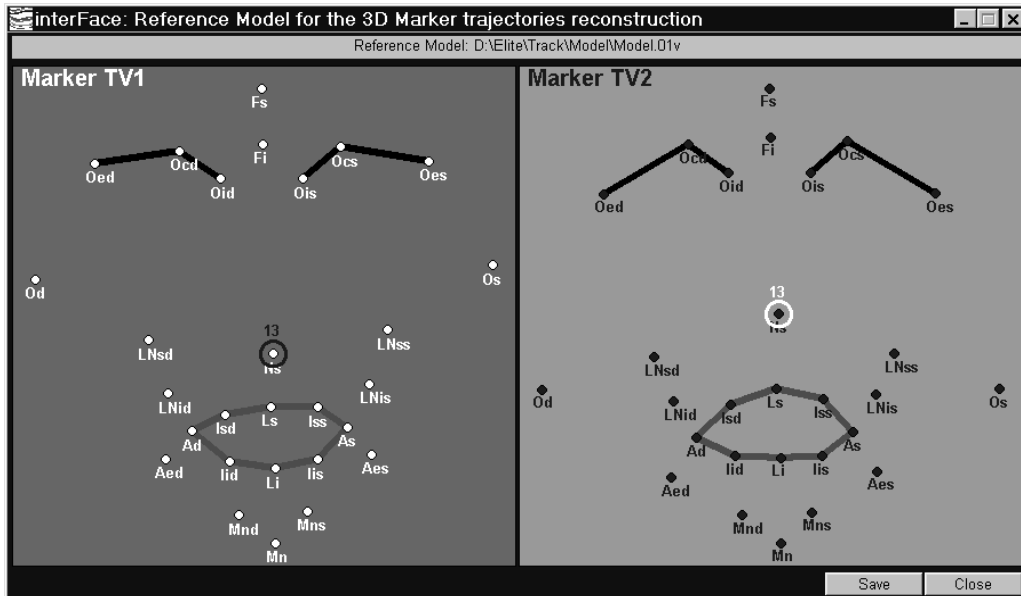 interFace: Reference Model for the 3D Marker trajectories reconstruction
Reference Model: D:\Elite\Track\Model\Model.01v
Marker TV1
Fs
Fi
Ocd
Ocs
Oed
Oid
Ois
Oes
Od
Os
13
Ns
LNsd
LNss
LNid
LNis
Isd
Ls
Iss
Ad
As
Aed
Iid
Li
Iis
Aes
Mnd
Mns
Mn
Marker TV2
Fs
Fi
Ocd
Ocs
Oed
Oid
Ois
Oes
13
Ns
LNsd
LNss
Od
Os
LNid
LNis
Isd
Ls
Iss
Ad
As
Iid
Li
Iis
Aed
Aes
Mnd
Mns
Mn
Save
Close